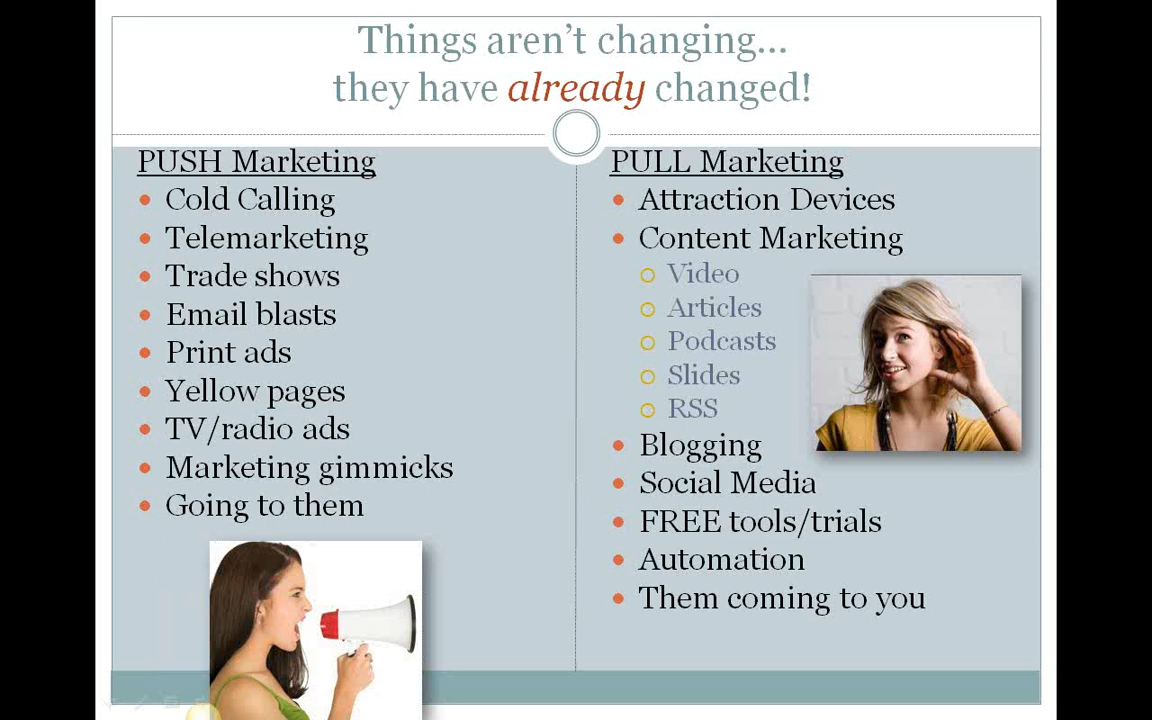 Things aren't changing...
they have already changed!
PUSH Marketing
Cold Calling
Telemarketing
Trade shows
Email blasts
Print ads
Yellow pages
TV/radio ads
Marketing gimmicks
Going to them
PULL Marketing
Attraction Devices
Content Marketing
Video
Articles
Podcasts
Slides
RSS
Blogging
Social Media
FREE tools/trials
Automation
Them coming to you